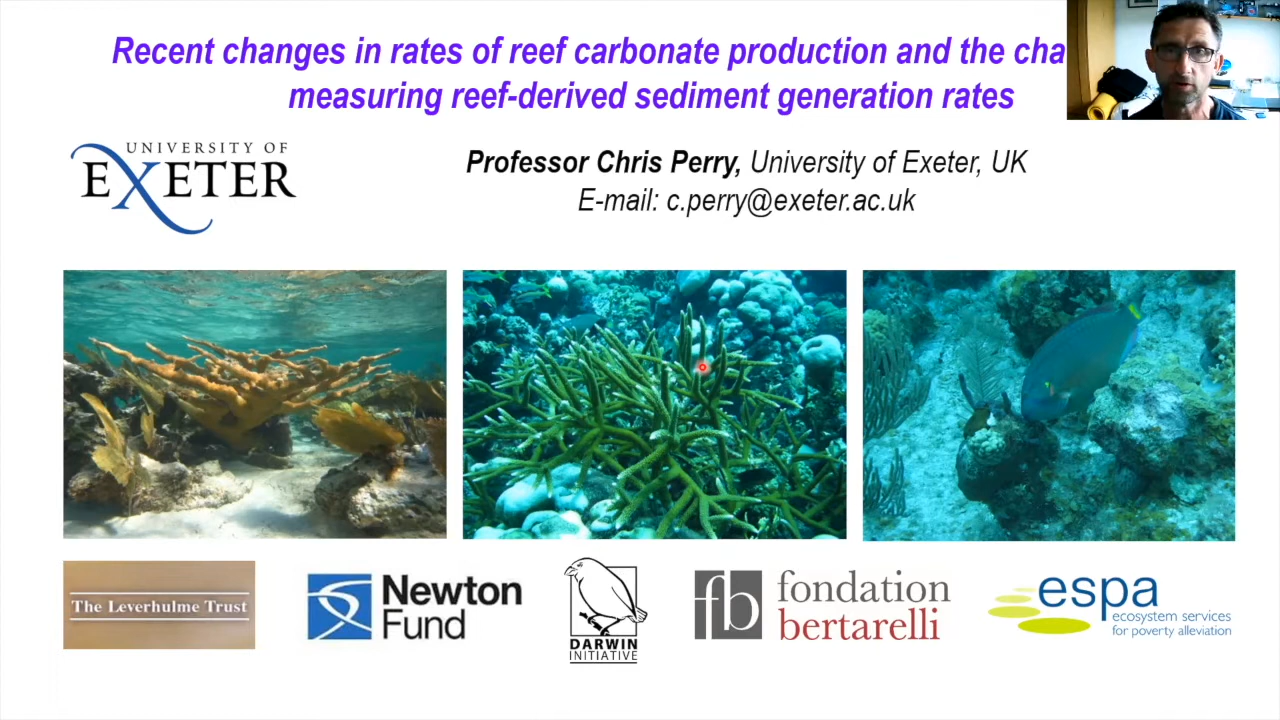 Recent changes in rates of reef carbonate production and the cha
measuring reef-derived sediment generation rates
UNIVERSITY OF
EXETER
Professor Chris Perry, University of Exeter, UK
E-mail: c.perry@exeter.ac.uk
The Leverhulme Trust
Newton
Fund
DARWIN
INITIATIVE
fb
fondation
bertarelli
espa
ecosystem services
for poverty alleviation